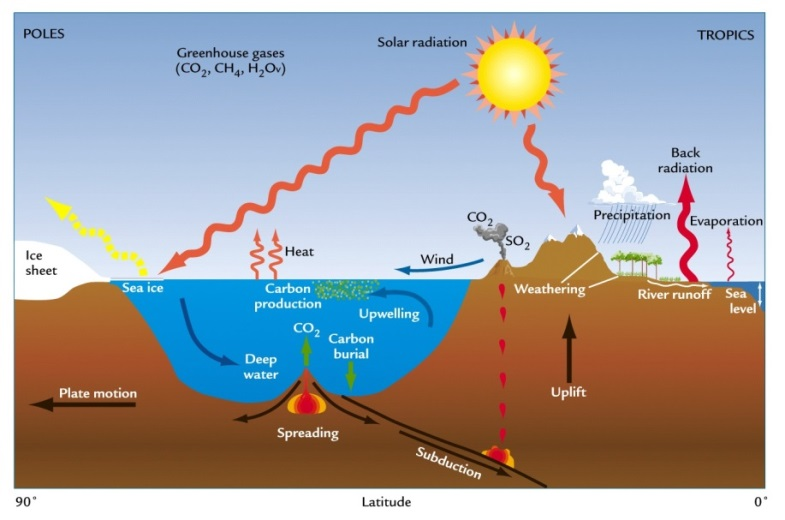 POLES
TROPICS
Greenhouse gases
(CO₂, CH₄, H₂Ov)
Solar radiation
Back
radiation
CO₂
SO₂
Precipitation
Evaporation
Ice
sheet
Heat
Wind
Sea ice
Carbon
production
Weathering
River runoff
Sea
level
Upwelling
CO₂
Carbon
burial
Deep
water
Plate motion
Uplift
Spreading
Subduction
90°
Latitude
0°